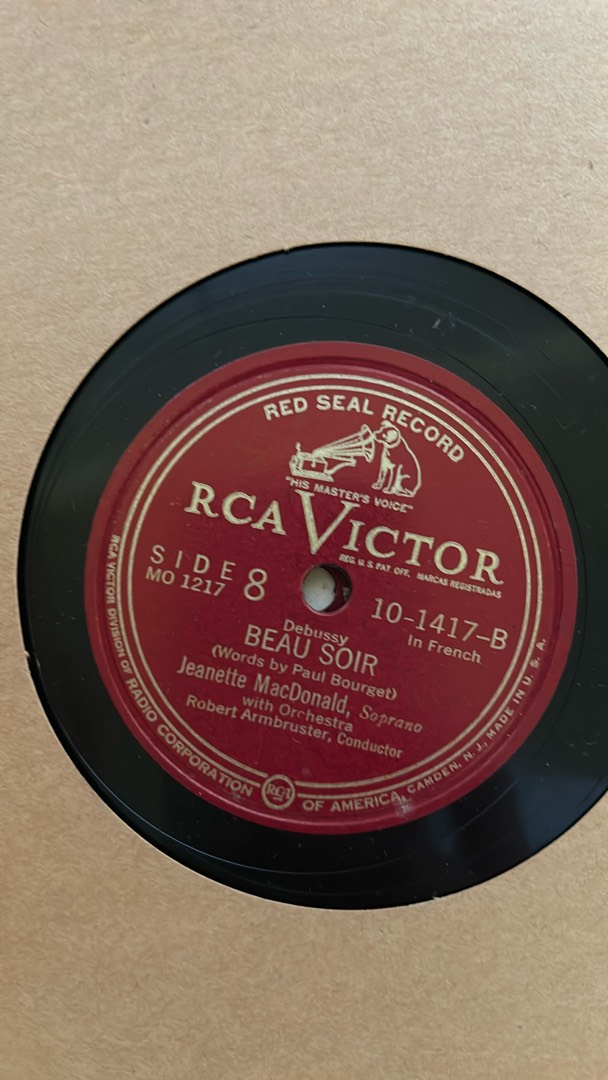 RED SEAL RECORD
"HIS MASTER'S VOICE"
RCA VICTOR
REG. U. S. PAT. OFF. MARCAS REGISTRADAS
SIDE 8
MO 1217
10-1417-B
In French
Debussy
BEAU SOIR
(Words by Paul Bourget)
Jeanette MacDonald, Soprano
with Orchestra
Robert Armbruster, Conductor
RCA VICTOR DIVISION OF RADIO CORPORATION RCA OF AMERICA, CAMDEN, N. J., MADE IN U. S. A.